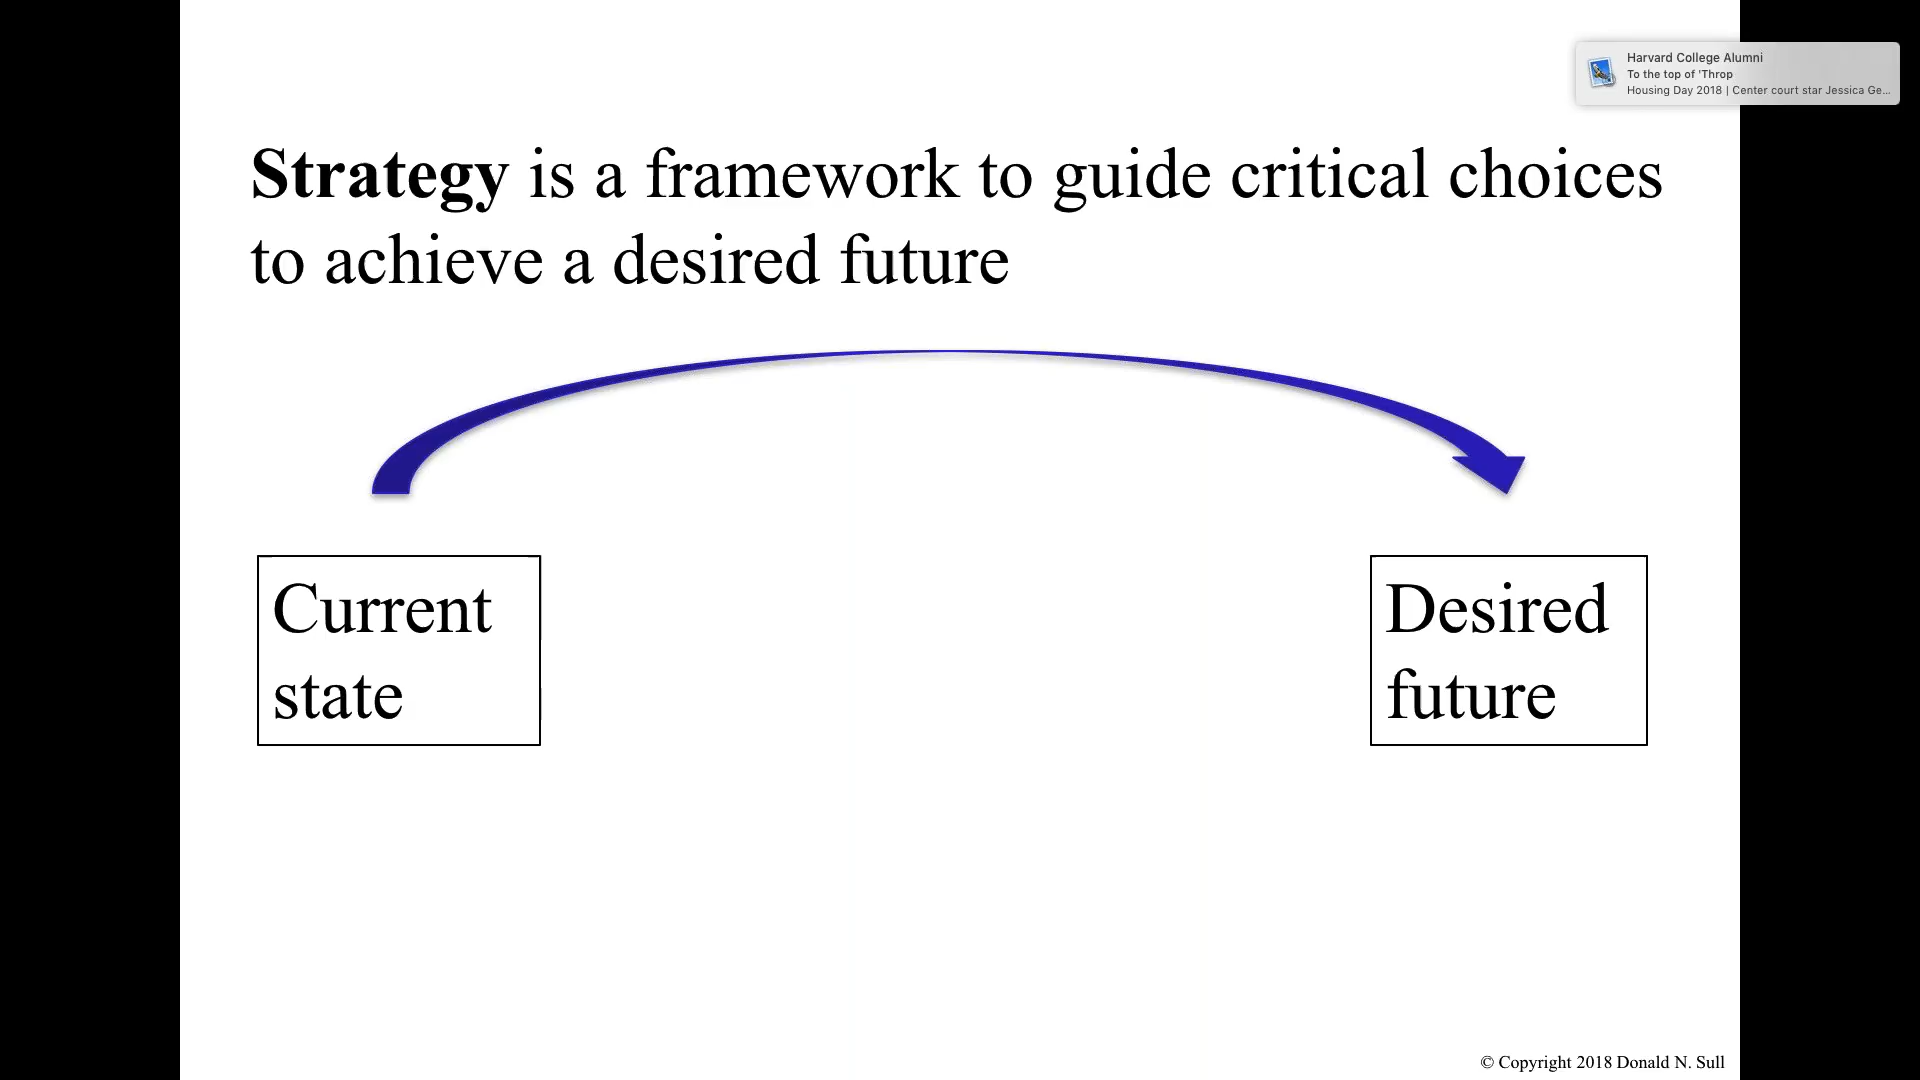 Harvard College Alumni
To the top of 'Throp
Housing Day 2018 | Center court star Jessica Ge...
Strategy is a framework to guide critical choices
to achieve a desired future
Current
state
Desired
future
© Copyright 2018 Donald N. Sull